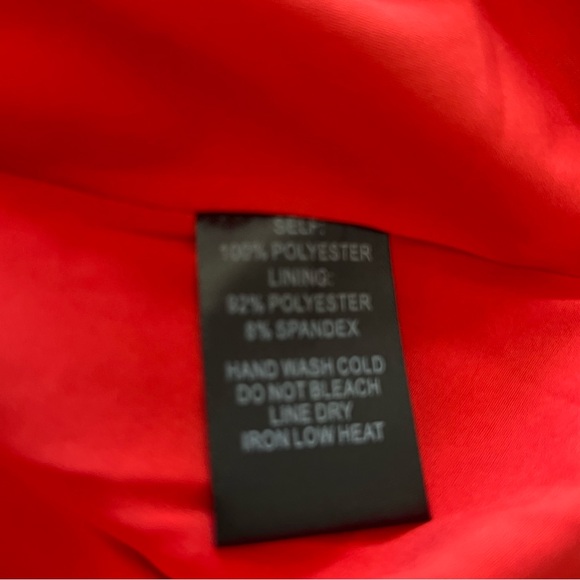 SELF:
100% POLYESTER
LINING:
92% POLYESTER
8% SPANDEX
HAND WASH COLD
DO NOT BLEACH
LINE DRY
IRON LOW HEAT